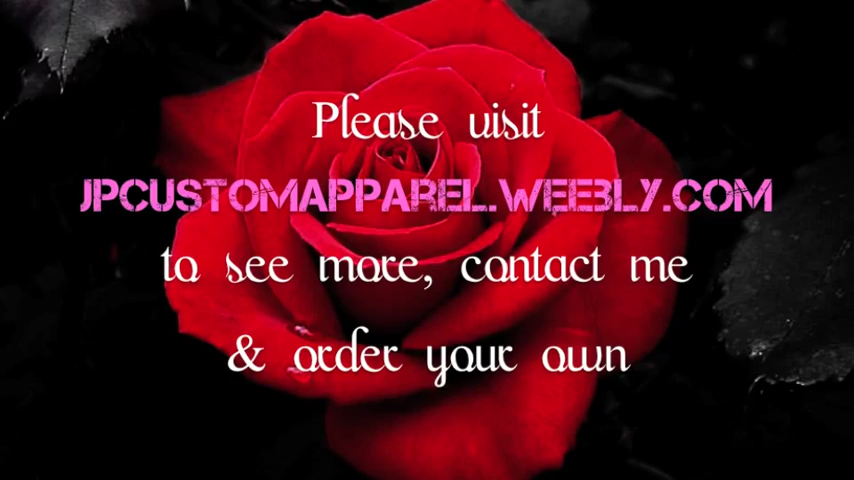 Please visit
JPCUSTOMAPPAREL.WEEBLY.COM
to see more, contact me
& order your own